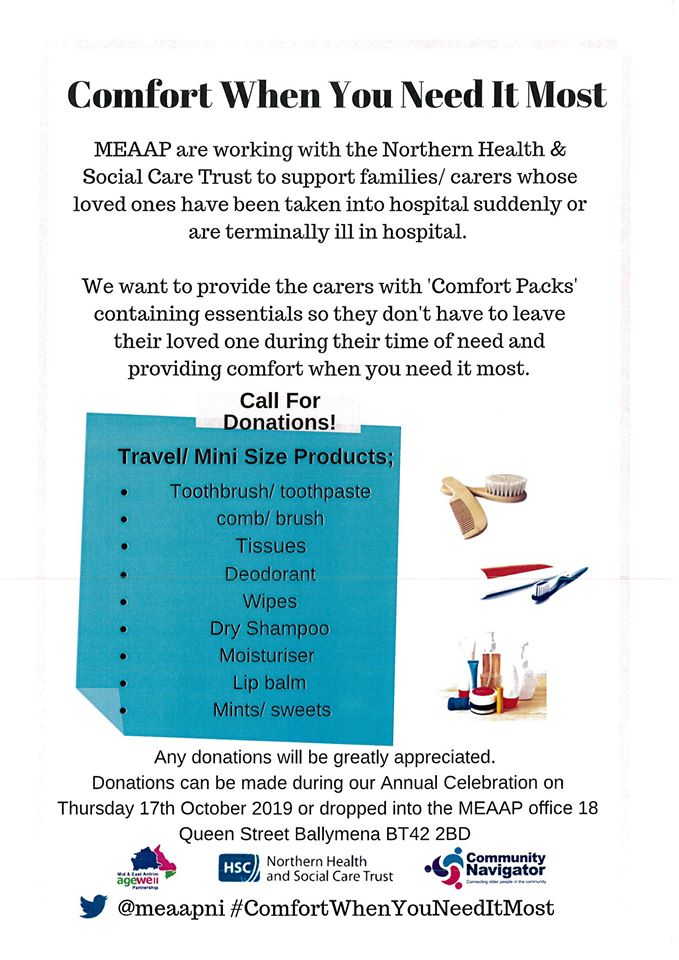 Comfort When You Need It Most
MEAAP are working with the Northern Health &
Social Care Trust to support families/ carers whose
loved ones have been taken into hospital suddenly or
are terminally ill in hospital.
We want to provide the carers with 'Comfort Packs'
containing essentials so they don't have to leave
their loved one during their time of need and
providing comfort when you need it most.
Call For
Donations!
Travel/ Mini Size Products;
• Toothbrush/ toothpaste
• comb/ brush
• Tissues
• Deodorant
• Wipes
• Dry Shampoo
• Moisturiser
• Lip balm
• Mints/ sweets
Any donations will be greatly appreciated.
Donations can be made during our Annual Celebration on
Thursday 17th October 2019 or dropped into the MEAAP office 18
Queen Street Ballymena BT42 2BD
Mid & East Antrim
agewell
Partnership
HSC
Northern Health
and Social Care Trust
Community
Navigator
Connecting older people in the community
@meaapni #ComfortWhenYouNeedItMost